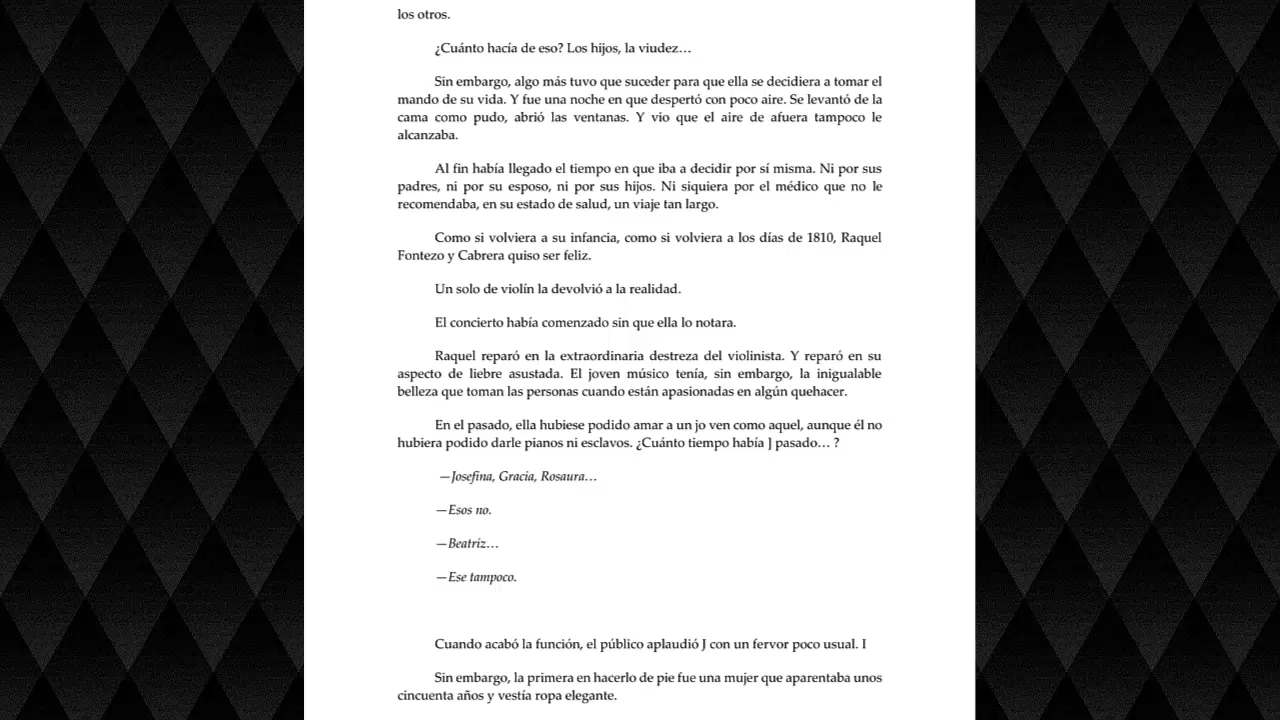 los otros.
¿Cuánto hacía de eso? Los hijos, la viudez…
Sin embargo, algo más tuvo que suceder para que ella se decidiera a tomar el
mando de su vida. Y fue una noche en que despertó con poco aire. Se levantó de la
cama como pudo, abrió las ventanas. Y vio que el aire de afuera tampoco le
alcanzaba.
Al fin había llegado el tiempo en que iba a decidir por sí misma. Ni por sus
padres, ni por su esposo, ni por sus hijos. Ni siquiera por el médico que no le
recomendaba, en su estado de salud, un viaje tan largo.
Como si volviera a su infancia, como si volviera a los días de 1810, Raquel
Fontezo y Cabrera quiso ser feliz.
Un solo de violín la devolvió a la realidad.
El concierto había comenzado sin que ella lo notara.
Raquel reparó en la extraordinaria destreza del violinista. Y reparó en su
aspecto de liebre asustada. El joven músico tenía, sin embargo, la inigualable
belleza que toman las personas cuando están apasionadas en algún quehacer.
En el pasado, ella hubiese podido amar a un jo ven como aquel, aunque él no
hubiera podido darle pianos ni esclavos. ¿Cuánto tiempo había J pasado… ?
—Josefina, Gracia, Rosaura…
—Esos no.
—Beatriz…
—Ese tampoco.
Cuando acabó la función, el público aplaudió J con un fervor poco usual. I
Sin embargo, la primera en hacerlo de pie fue una mujer que aparentaba unos
cincuenta años y vestía ropa elegante.